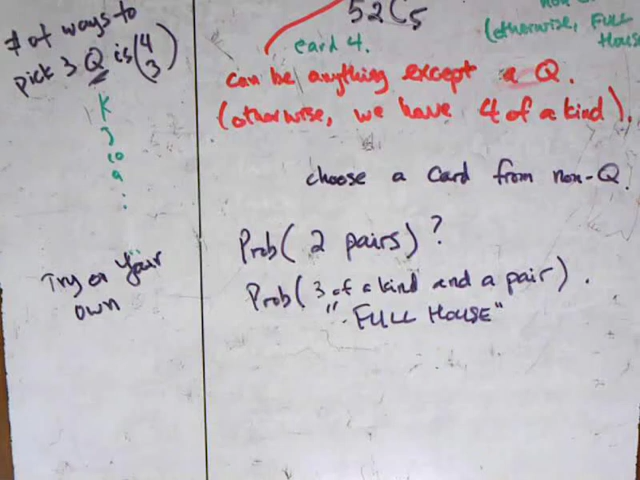 # of ways to
pick 3 Q is (4 3)
K
J
10
9
:
Try on your
own
52C5
card 4.
(otherwise, FULL
House
can be anything except a Q.
(otherwise, we have 4 of a kind).
choose a card from non-Q.
Prob( 2 pairs) ?
Prob( 3 of a kind and a pair) .
"FULL HOUSE"